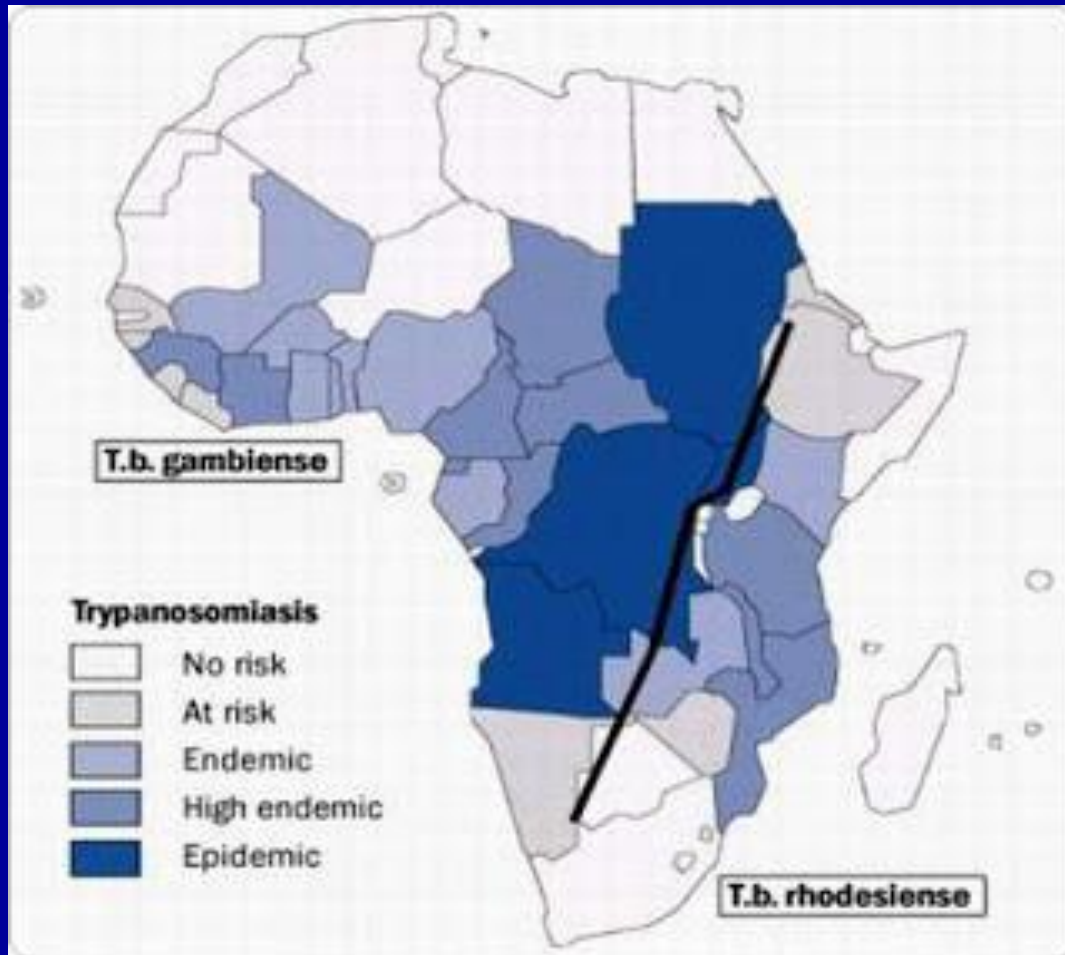 T.b. gambiense
Trypanosomiasis
No risk
At risk
Endemic
High endemic
Epidemic
T.b. rhodesiense